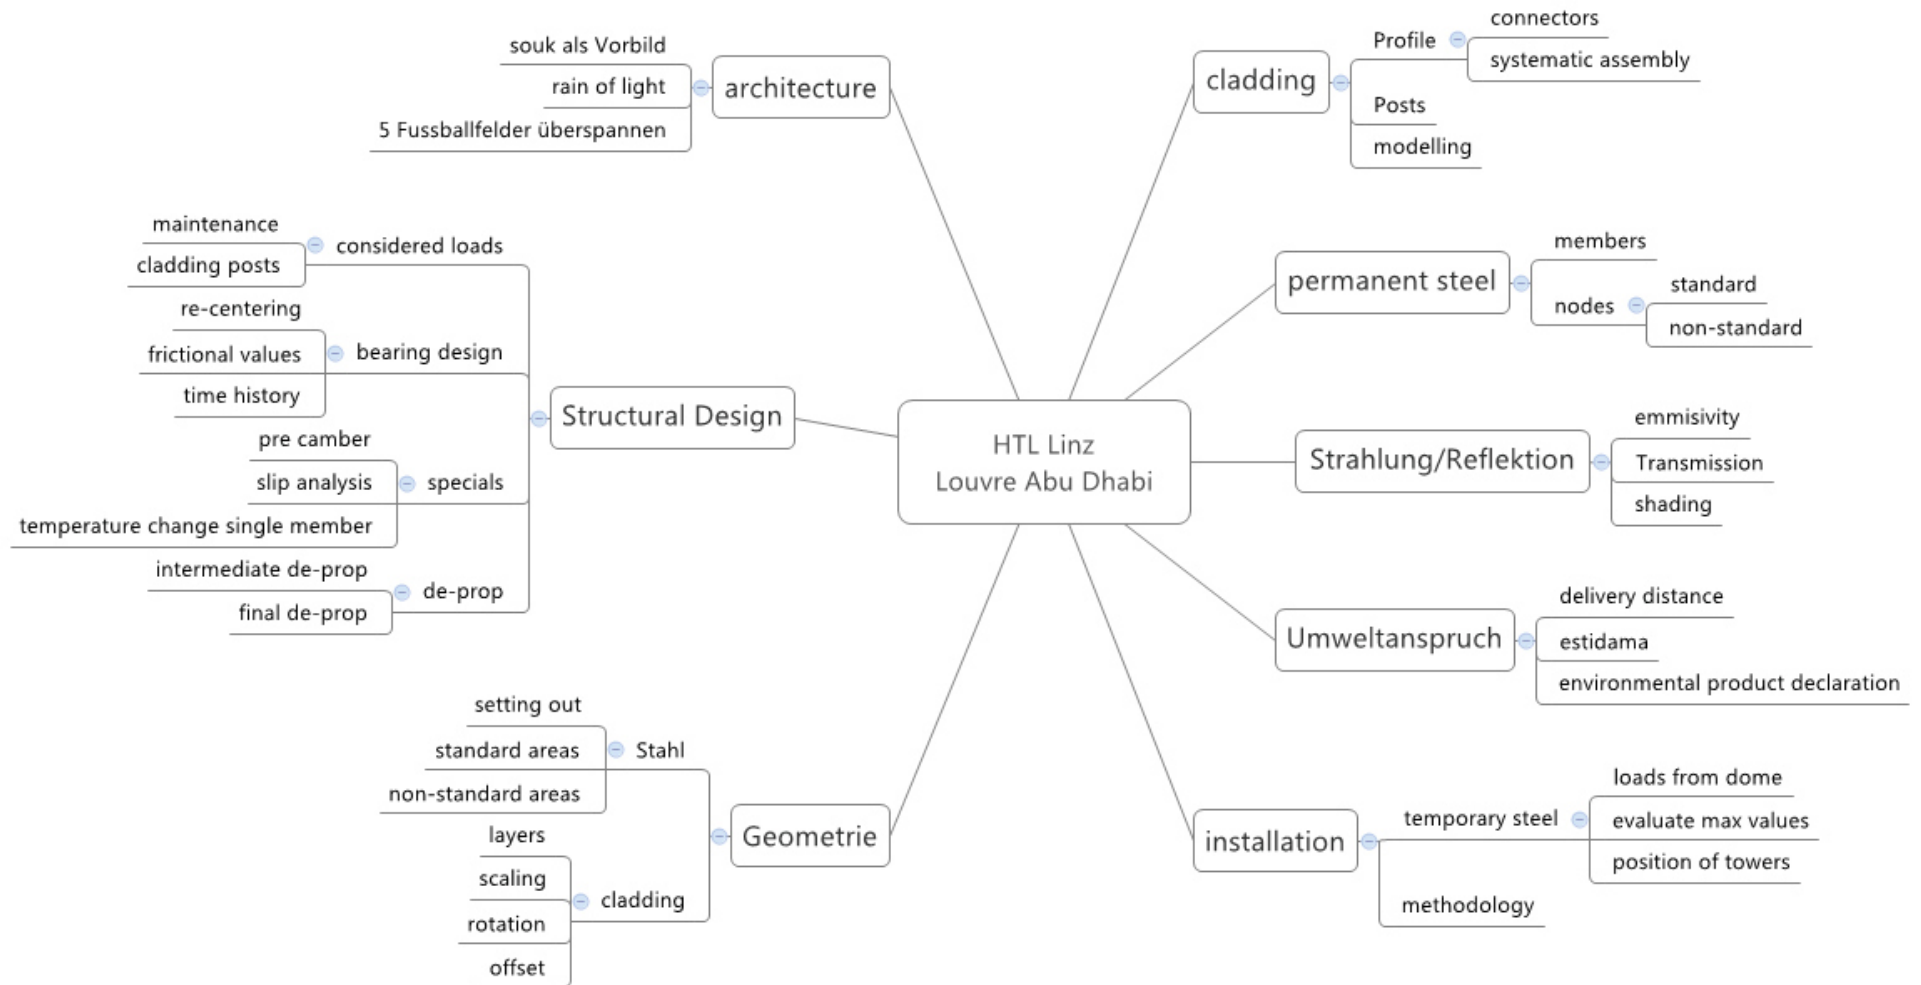 HTL Linz
Louvre Abu Dhabi
architecture
souk als Vorbild
rain of light
5 Fussballfelder überspannen
Structural Design
considered loads
maintenance
cladding posts
bearing design
re-centering
frictional values
time history
specials
pre camber
slip analysis
temperature change single member
de-prop
intermediate de-prop
final de-prop
Geometrie
Stahl
setting out
standard areas
non-standard areas
cladding
layers
scaling
rotation
offset
cladding
Profile
connectors
systematic assembly
Posts
modelling
permanent steel
members
nodes
standard
non-standard
Strahlung/Reflektion
emmisivity
Transmission
shading
Umweltanspruch
delivery distance
estidama
environmental product declaration
installation
temporary steel
loads from dome
evaluate max values
position of towers
methodology